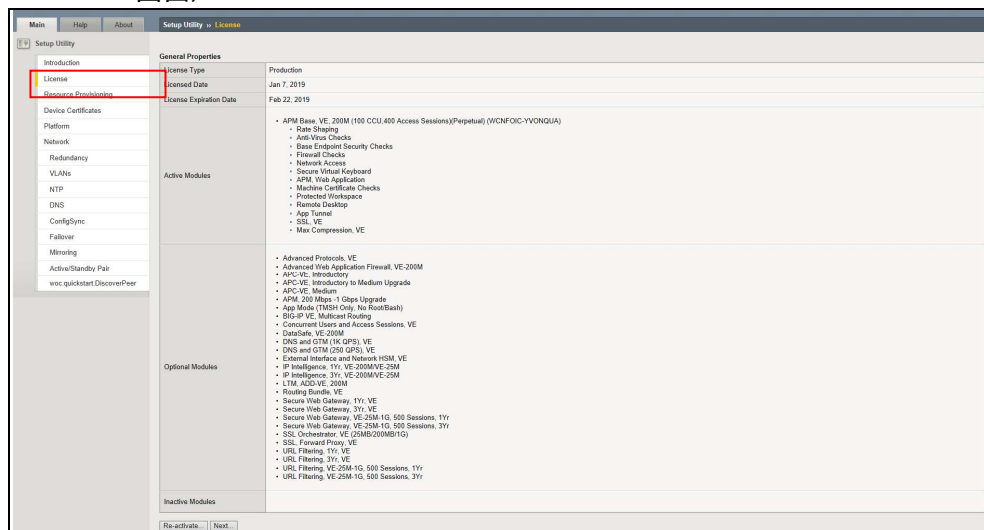 Main Help About Setup Utility » License
Setup Utility
Introduction
License
Resource Provisioning
Device Certificates
Platform
Network
Redundancy
VLANs
NTP
DNS
ConfigSync
Failover
Mirroring
Active/Standby Pair
woc.quickstart.DiscoverPeer
General Properties
License Type Production
Licensed Date Jan 7, 2019
License Expiration Date Feb 22, 2019
Active Modules
• APM Base, VE, 200M (100 CCU,400 Access Sessions)(Perpetual) (WCNFOIC-YVONQUA)
• Rate Shaping
• Anti-Virus Checks
• Base Endpoint Security Checks
• Firewall Checks
• Network Access
• Secure Virtual Keyboard
• APM, Web Application
• Machine Certificate Checks
• Protected Workspace
• Remote Desktop
• App Tunnel
• SSL, VE
• Max Compression, VE
Optional Modules
• Advanced Protocols, VE
• Advanced Web Application Firewall, VE-200M
• APC-VE, Introductory
• APC-VE, Introductory to Medium Upgrade
• APC-VE, Medium
• APM, 200 Mbps -1 Gbps Upgrade
• App Mode (TMSH Only, No Root/Bash)
• BIG-IP VE, Multicast Routing
• Concurrent Users and Access Sessions, VE
• DataSafe, VE-200M
• DNS and GTM (1K QPS), VE
• DNS and GTM (250 QPS), VE
• External Interface and Network HSM, VE
• IP Intelligence, 1Yr, VE-200M/VE-25M
• IP Intelligence, 3Yr, VE-200M/VE-25M
• LTM, ADD-VE, 200M
• Routing Bundle, VE
• Secure Web Gateway, 1Yr, VE
• Secure Web Gateway, 3Yr, VE
• Secure Web Gateway, VE-25M-1G, 500 Sessions, 1Yr
• Secure Web Gateway, VE-25M-1G, 500 Sessions, 3Yr
• SSL Orchestrator, VE (25MB/200MB/1G)
• SSL, Forward Proxy, VE
• URL Filtering, 1Yr, VE
• URL Filtering, 3Yr, VE
• URL Filtering, VE-25M-1G, 500 Sessions, 1Yr
• URL Filtering, VE-25M-1G, 500 Sessions, 3Yr
Inactive Modules
Re-activate... Next...